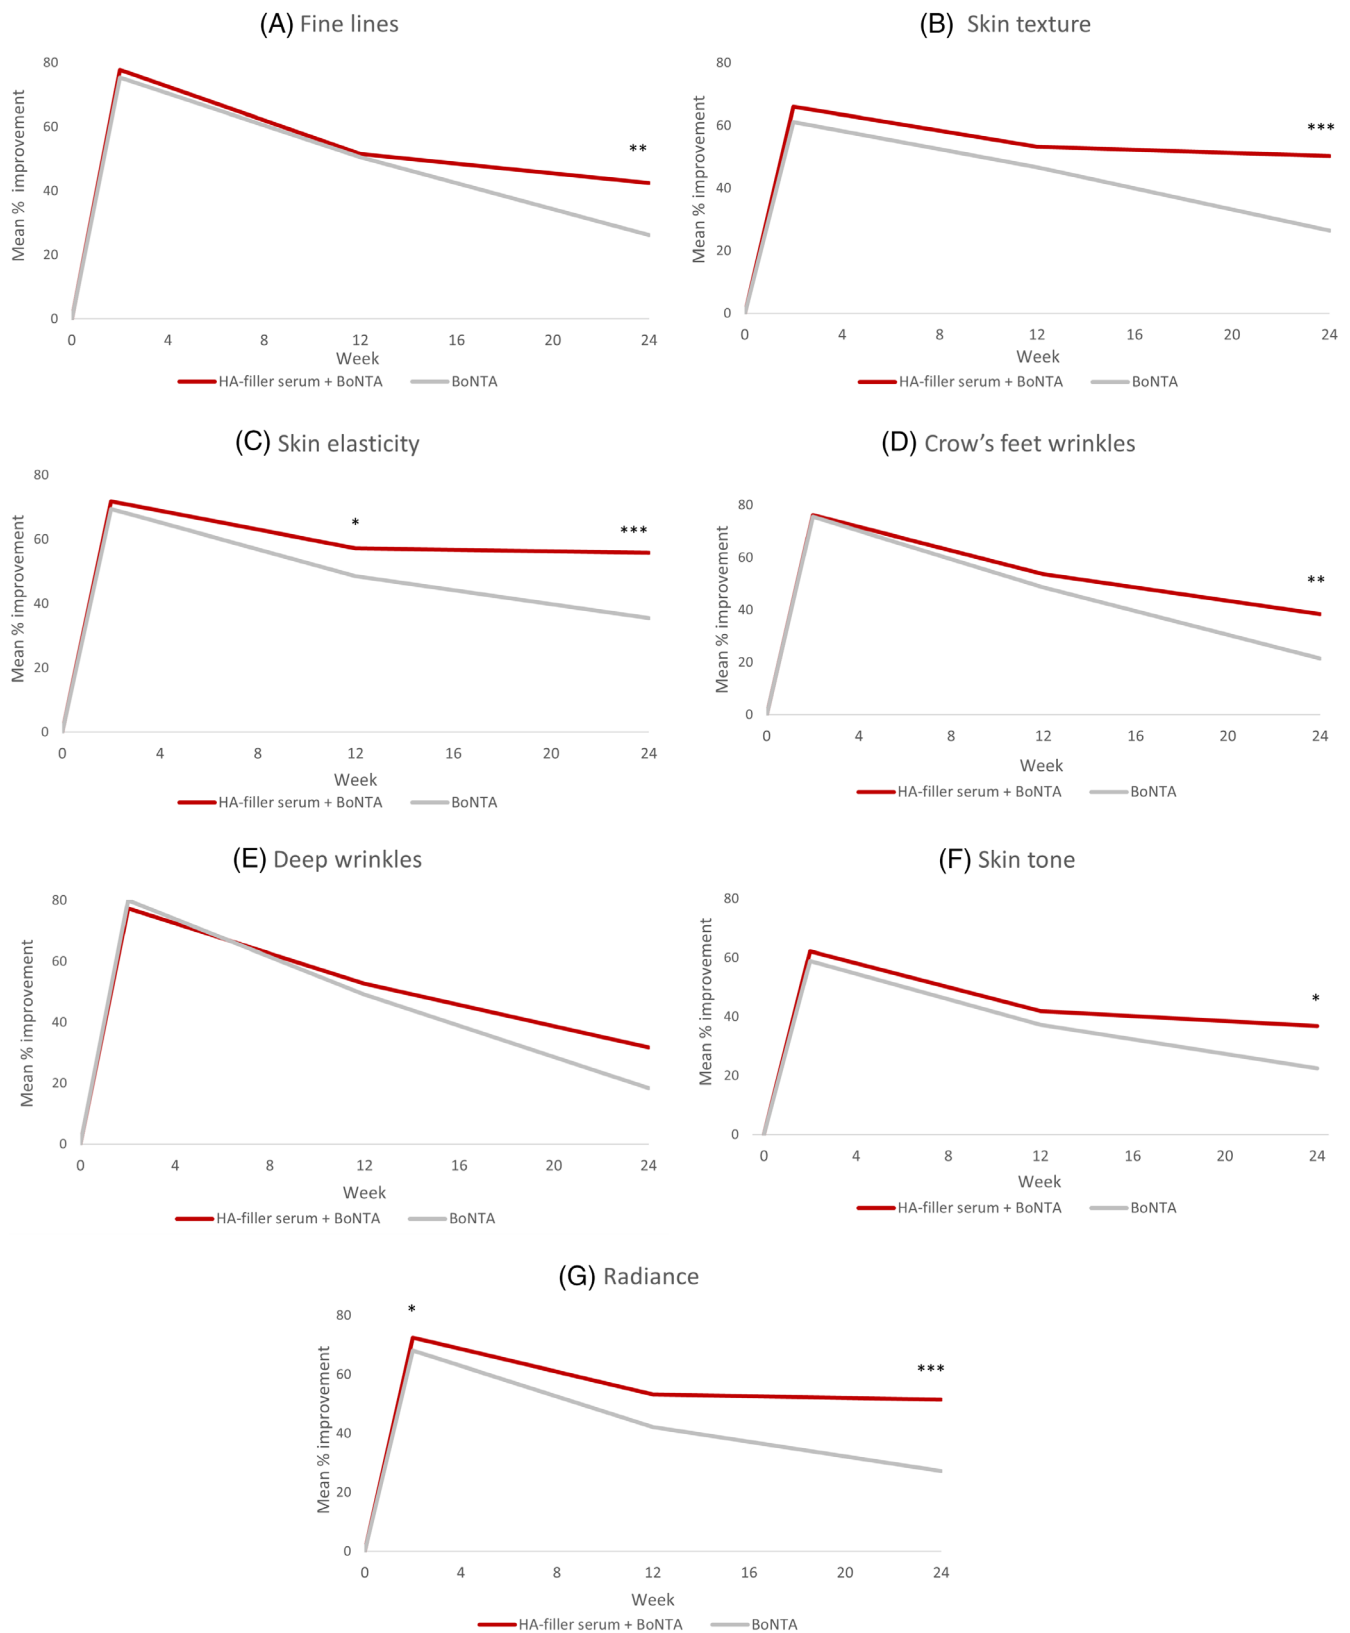 (A) Fine lines
80
60
40
20
0
Mean % improvement
**
0 4 8 12 16 20 24
Week
HA-filler serum + BoNTA BoNTA
(B) Skin texture
80
60
40
20
0
Mean % improvement
***
0 4 8 12 16 20 24
Week
HA-filler serum + BoNTA BoNTA
(C) Skin elasticity
80
60
40
20
0
Mean % improvement
* ***
0 4 8 12 16 20 24
Week
HA-filler serum + BoNTA BoNTA
(D) Crow's feet wrinkles
80
60
40
20
0
Mean % improvement
**
0 4 8 12 16 20 24
Week
HA-filler serum + BoNTA BoNTA
(E) Deep wrinkles
80
60
40
20
0
Mean % improvement
0 4 8 12 16 20 24
Week
HA-filler serum + BoNTA BoNTA
(F) Skin tone
80
60
40
20
0
Mean % improvement
*
0 4 8 12 16 20 24
Week
HA-filler serum + BoNTA BoNTA
(G) Radiance
80
60
40
20
0
Mean % improvement
* ***
0 4 8 12 16 20 24
Week
HA-filler serum + BoNTA BoNTA